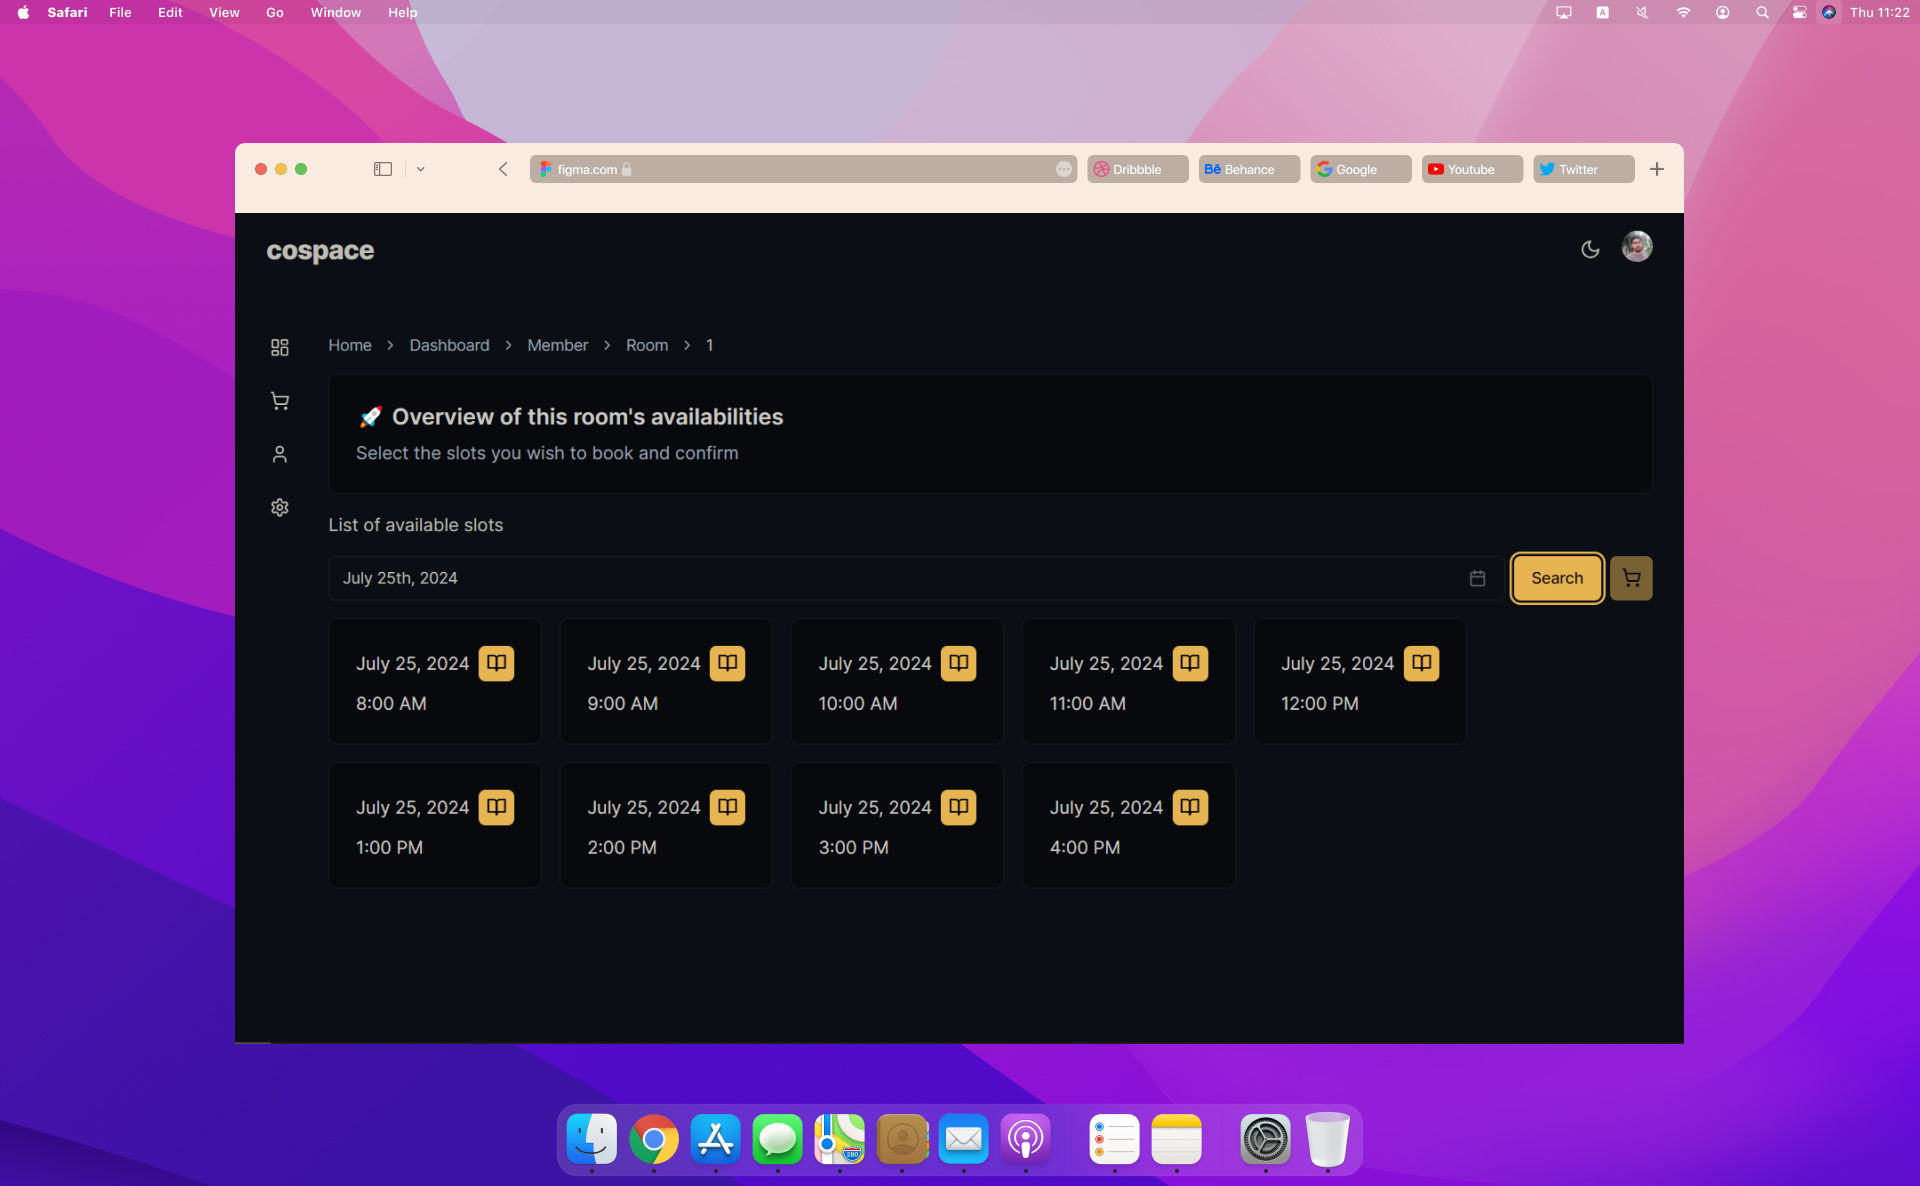 Safari File Edit View Go Window Help A Thu 11:22
figma.com Dribbble Bē Behance Google Youtube Twitter
cospace
Home > Dashboard > Member > Room > 1
🚀 Overview of this room's availabilities
Select the slots you wish to book and confirm
List of available slots
July 25th, 2024 Search
July 25, 2024 July 25, 2024 July 25, 2024 July 25, 2024 July 25, 2024
8:00 AM 9:00 AM 10:00 AM 11:00 AM 12:00 PM
July 25, 2024 July 25, 2024 July 25, 2024 July 25, 2024
1:00 PM 2:00 PM 3:00 PM 4:00 PM
280